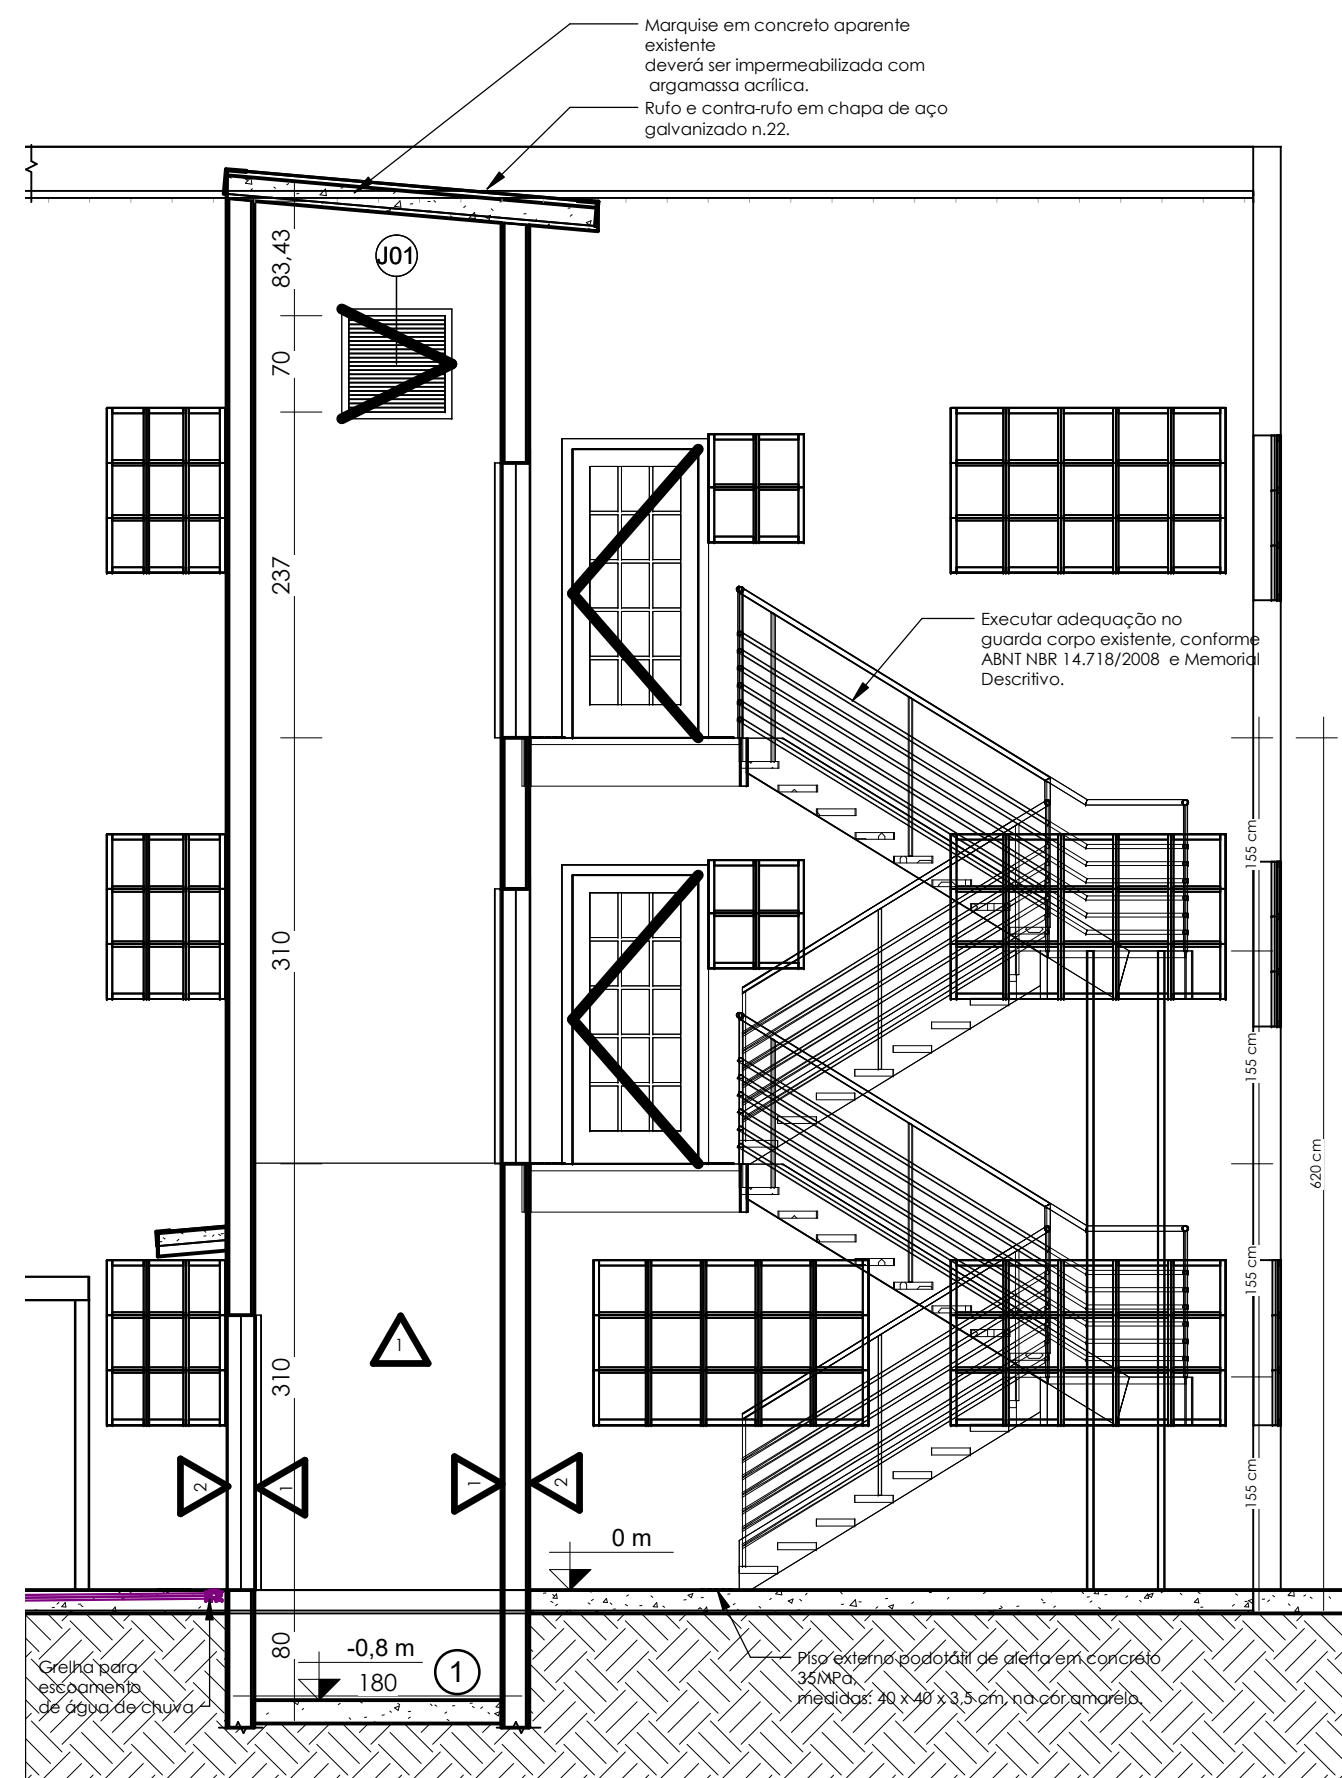 Marquise em concreto aparente
existente
deverá ser impermeabilizada com
argamassa acrílica.
Rufo e contra-rufo em chapa de aço
galvanizado n.22.
83,43
J01
70
237
Executar adequação no
guarda corpo existente, conforme
ABNT NBR 14.718/2008 e Memorial
Descritivo.
155 cm
310
155 cm
620 cm
155 cm
1
310
155 cm
2
1
1
2
0 m
80
-0,8 m
180
1
Grelha para
escoamento
de água de chuva
Piso externo podotátil de alerta em concreto
35MPa,
medidas: 40 x 40 x 3,5 cm, na cor amarelo.